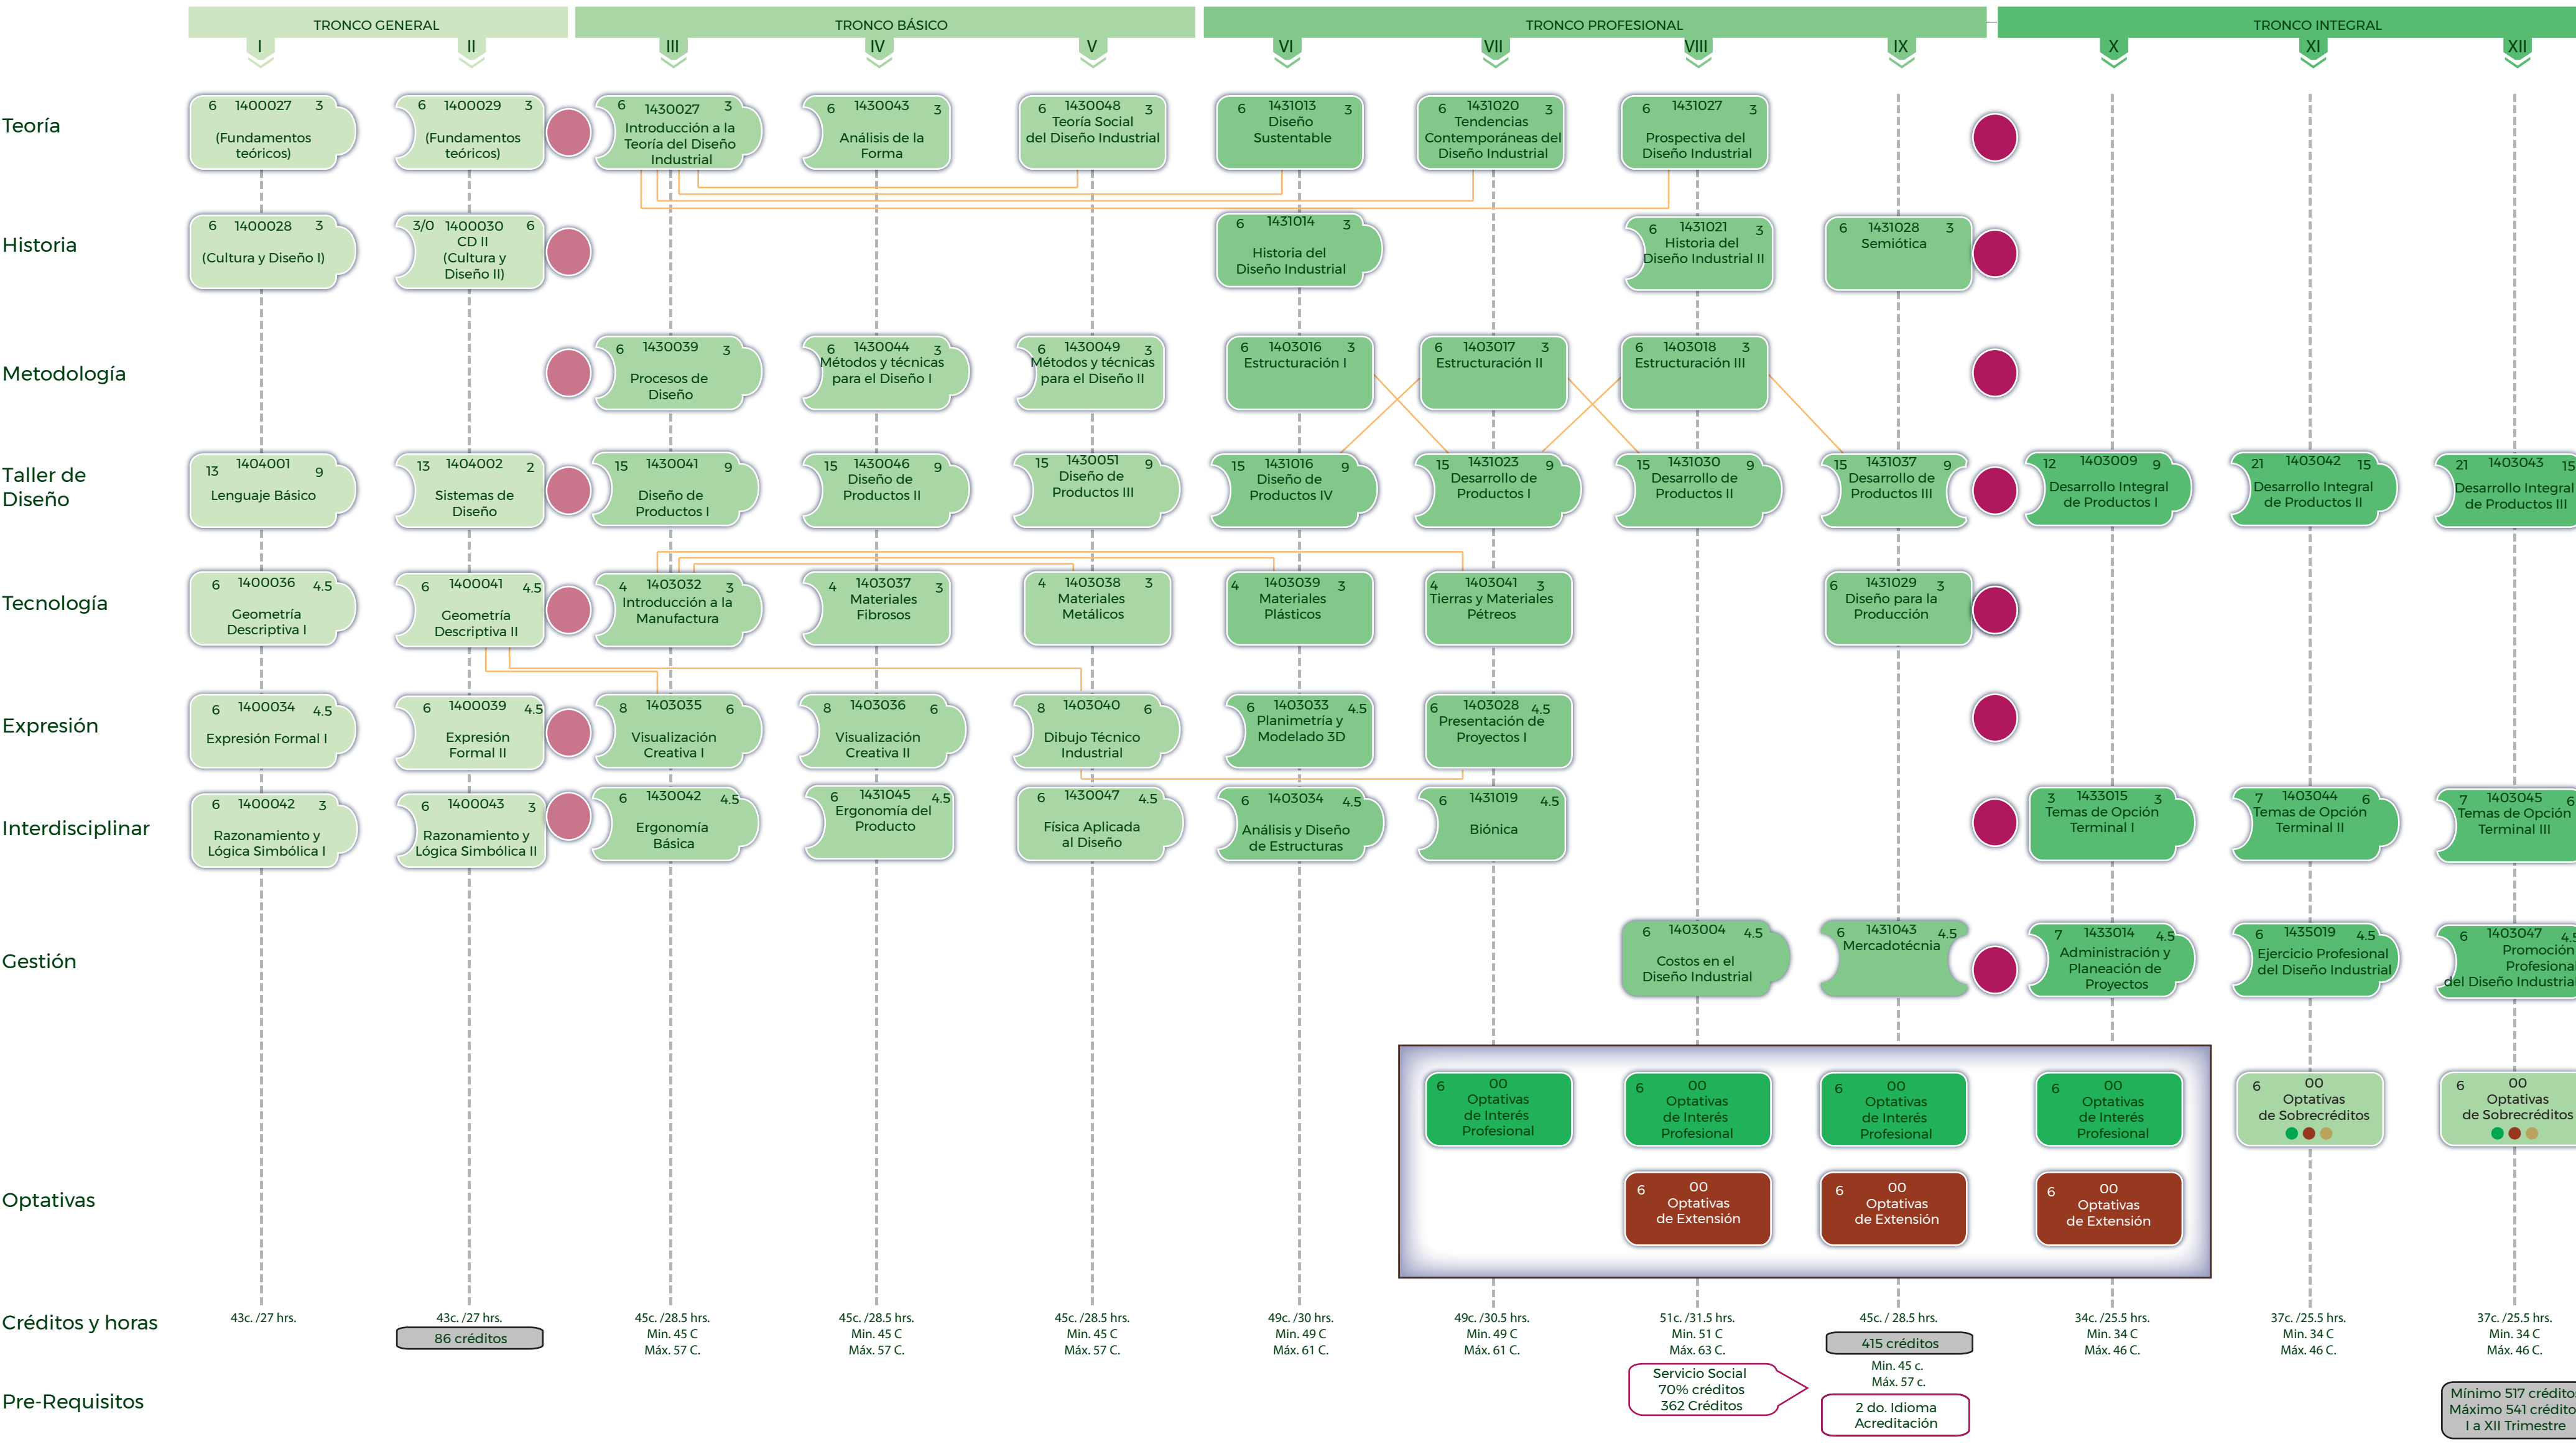 TRONCO GENERAL
TRONCO BÁSICO
TRONCO PROFESIONAL
TRONCO INTEGRAL
I
II
III
IV
V
VI
VII
VIII
IX
X
XI
XII
Teoría
6 1400027 3
(Fundamentos
teóricos)
6 1400029 3
(Fundamentos
teóricos)
6 1430027 3
Introducción a la
Teoría del Diseño
Industrial
6 1430043 3
Análisis de la
Forma
6 1430048 3
Teoría Social
del Diseño Industrial
6 1431013 3
Diseño
Sustentable
6 1431020 3
Tendencias
Contemporáneas del
Diseño Industrial
6 1431027 3
Prospectiva del
Diseño Industrial
Historia
6 1400028 3
(Cultura y Diseño I)
3/0 1400030 6
CD II
(Cultura y
Diseño II)
6 1431014 3
Historia del
Diseño Industrial
6 1431021 3
Historia del
Diseño Industrial II
6 1431028 3
Semiótica
Metodología
6 1430039 3
Procesos de
Diseño
6 1430044 3
Métodos y técnicas
para el Diseño I
6 1430049 3
Métodos y técnicas
para el Diseño II
6 1403016 3
Estructuración I
6 1403017 3
Estructuración II
6 1403018 3
Estructuración III
Taller de
Diseño
13 1404001 9
Lenguaje Básico
13 1404002 2
Sistemas de
Diseño
15 1430041 9
Diseño de
Productos I
15 1430046 9
Diseño de
Productos II
15 1430051 9
Diseño de
Productos III
15 1431016 9
Diseño de
Productos IV
15 1431023 9
Desarrollo de
Productos I
15 1431030 9
Desarrollo de
Productos II
15 1431037 9
Desarrollo de
Productos III
12 1403009 9
Desarrollo Integral
de Productos I
21 1403042 15
Desarrollo Integral
de Productos II
21 1403043 15
Desarrollo Integral
de Productos III
Tecnología
6 1400036 4.5
Geometría
Descriptiva I
6 1400041 4.5
Geometría
Descriptiva II
4 1403032 3
Introducción a la
Manufactura
4 1403037 3
Materiales
Fibrosos
4 1403038 3
Materiales
Metálicos
4 1403039 3
Materiales
Plásticos
4 1403041 3
Tierras y Materiales
Pétreos
6 1431029 3
Diseño para la
Producción
Expresión
6 1400034 4.5
Expresión Formal I
6 1400039 4.5
Expresión
Formal II
8 1403035 6
Visualización
Creativa I
8 1403036 6
Visualización
Creativa II
8 1403040 6
Dibujo Técnico
Industrial
6 1403033 4.5
Planimetría y
Modelado 3D
6 1403028 4.5
Presentación de
Proyectos I
Interdisciplinar
6 1400042 3
Razonamiento y
Lógica Simbólica I
6 1400043 3
Razonamiento y
Lógica Simbólica II
6 1430042 4.5
Ergonomía
Básica
6 1431045 4.5
Ergonomía del
Producto
6 1430047 4.5
Física Aplicada
al Diseño
6 1403034 4.5
Análisis y Diseño
de Estructuras
6 1431019 4.5
Biónica
3 1433015 3
Temas de Opción
Terminal I
7 1403044 6
Temas de Opción
Terminal II
7 1403045 6
Temas de Opción
Terminal III
Gestión
6 1403004 4.5
Costos en el
Diseño Industrial
6 1431043 4.5
Mercadotécnia
7 1433014 4.5
Administración y
Planeación de
Proyectos
6 1435019 4.5
Ejercicio Profesional
del Diseño Industrial
6 1403047 4.5
Promoción
Profesional
del Diseño Industrial
Optativas
6 00
Optativas
de Interés
Profesional
6 00
Optativas
de Interés
Profesional
6 00
Optativas
de Interés
Profesional
6 00
Optativas
de Interés
Profesional
6 00
Optativas
de Sobrecréditos
6 00
Optativas
de Sobrecréditos
6 00
Optativas
de Extensión
6 00
Optativas
de Extensión
6 00
Optativas
de Extensión
Créditos y horas
43c. /27 hrs.
43c. /27 hrs.
86 créditos
45c. /28.5 hrs.
Min. 45 C
Máx. 57 C.
45c. /28.5 hrs.
Min. 45 C
Máx. 57 C.
45c. /28.5 hrs.
Min. 45 C
Máx. 57 C.
49c. /30 hrs.
Min. 49 C
Máx. 61 C.
49c. /30.5 hrs.
Min. 49 C
Máx. 61 C.
51c. /31.5 hrs.
Min. 51 C
Máx. 63 C.
45c. / 28.5 hrs.
415 créditos
Min. 45 c.
Máx. 57 c.
34c. /25.5 hrs.
Min. 34 C
Máx. 46 C.
37c. /25.5 hrs.
Min. 34 C
Máx. 46 C.
37c. /25.5 hrs.
Min. 34 C
Máx. 46 C.
Pre-Requisitos
Servicio Social
70% créditos
362 Créditos
2 do. Idioma
Acreditación
Mínimo 517 crédito
Máximo 541 crédito
I a XII Trimestre